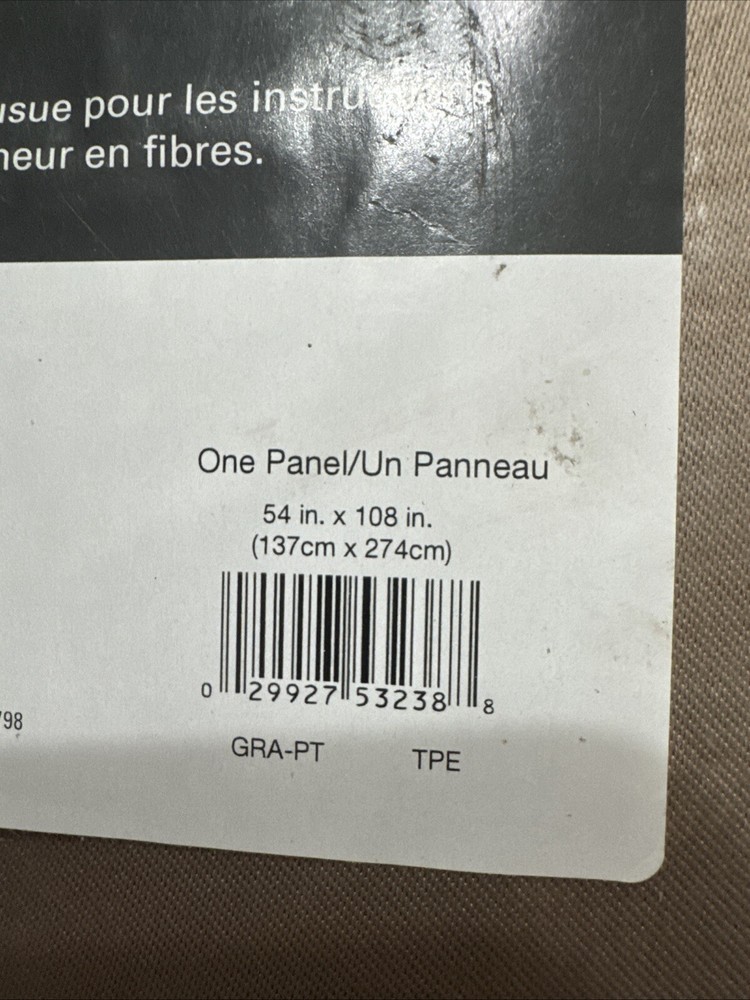 usue pour les instructions
neur en fibres.
One Panel/Un Panneau
54 in. x 108 in.
(137cm x 274cm)
0 29927 53238 8
/98
GRA-PT TPE